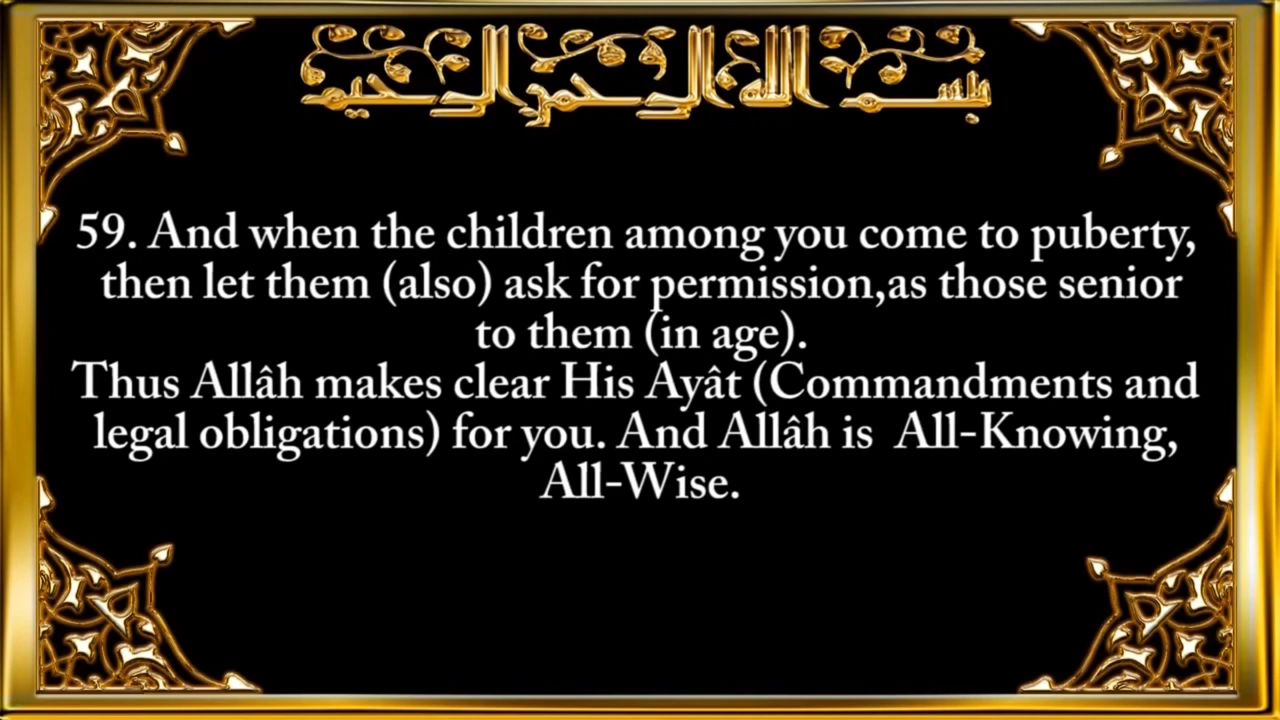 بسم الله الرحمن الرحيم
59. And when the children among you come to puberty,
then let them (also) ask for permission,as those senior
to them (in age).
Thus Allâh makes clear His Ayât (Commandments and
legal obligations) for you. And Allâh is  All-Knowing,
All-Wise.